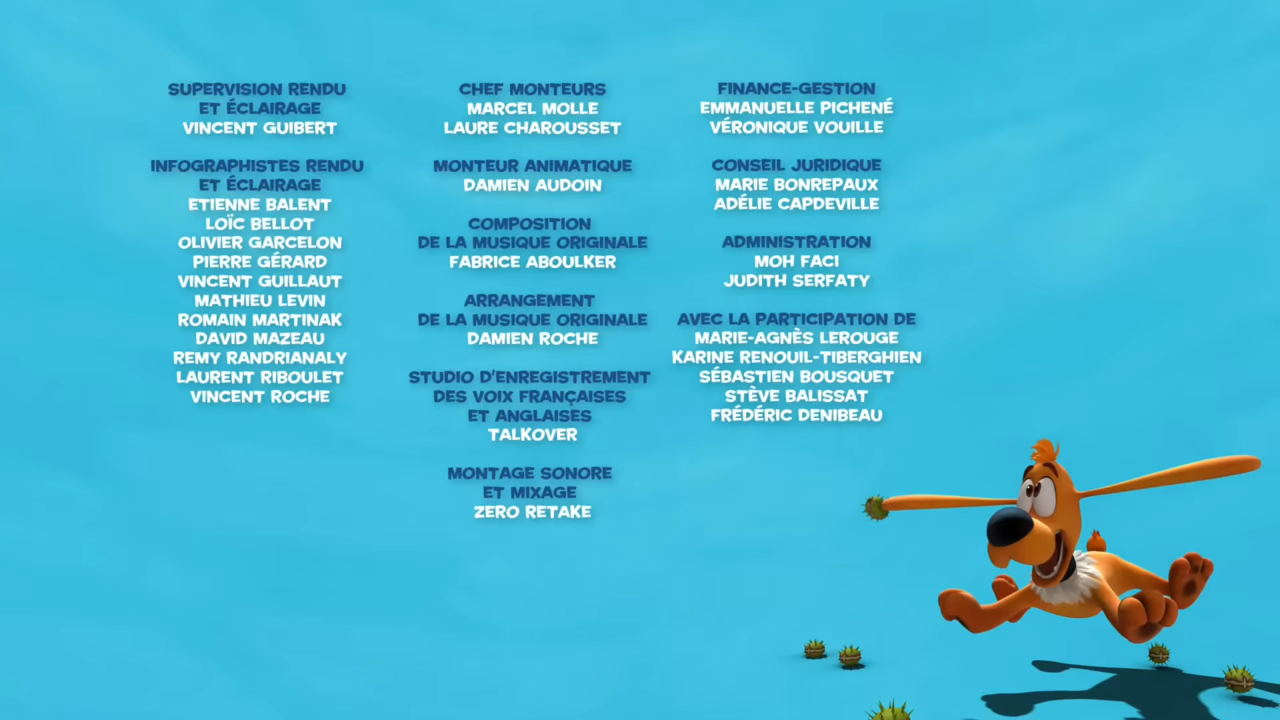 SUPERVISION RENDU
ET ÉCLAIRAGE
VINCENT GUIBERT
INFOGRAPHISTES RENDU
ET ÉCLAIRAGE
ETIENNE BALENT
LOÏC BELLOT
OLIVIER GARCELON
PIERRE GÉRARD
VINCENT GUILLAUT
MATHIEU LEVIN
ROMAIN MARTINAK
DAVID MAZEAU
REMY RANDRIANALY
LAURENT RIBOULET
VINCENT ROCHE
CHEF MONTEURS
MARCEL MOLLE
LAURE CHAROUSSET
MONTEUR ANIMATIQUE
DAMIEN AUDOIN
COMPOSITION
DE LA MUSIQUE ORIGINALE
FABRICE ABOULKER
ARRANGEMENT
DE LA MUSIQUE ORIGINALE
DAMIEN ROCHE
STUDIO D'ENREGISTREMENT
DES VOIX FRANÇAISES
ET ANGLAISES
TALKOVER
MONTAGE SONORE
ET MIXAGE
ZERO RETAKE
FINANCE-GESTION
EMMANUELLE PICHENÉ
VÉRONIQUE VOUILLE
CONSEIL JURIDIQUE
MARIE BONREPAUX
ADÉLIE CAPDEVILLE
ADMINISTRATION
MOH FACI
JUDITH SERFATY
AVEC LA PARTICIPATION DE
MARIE-AGNÈS LEROUGE
KARINE RENOUIL-TIBERGHIEN
SÉBASTIEN BOUSQUET
STÈVE BALISSAT
FRÉDÉRIC DENIBEAU